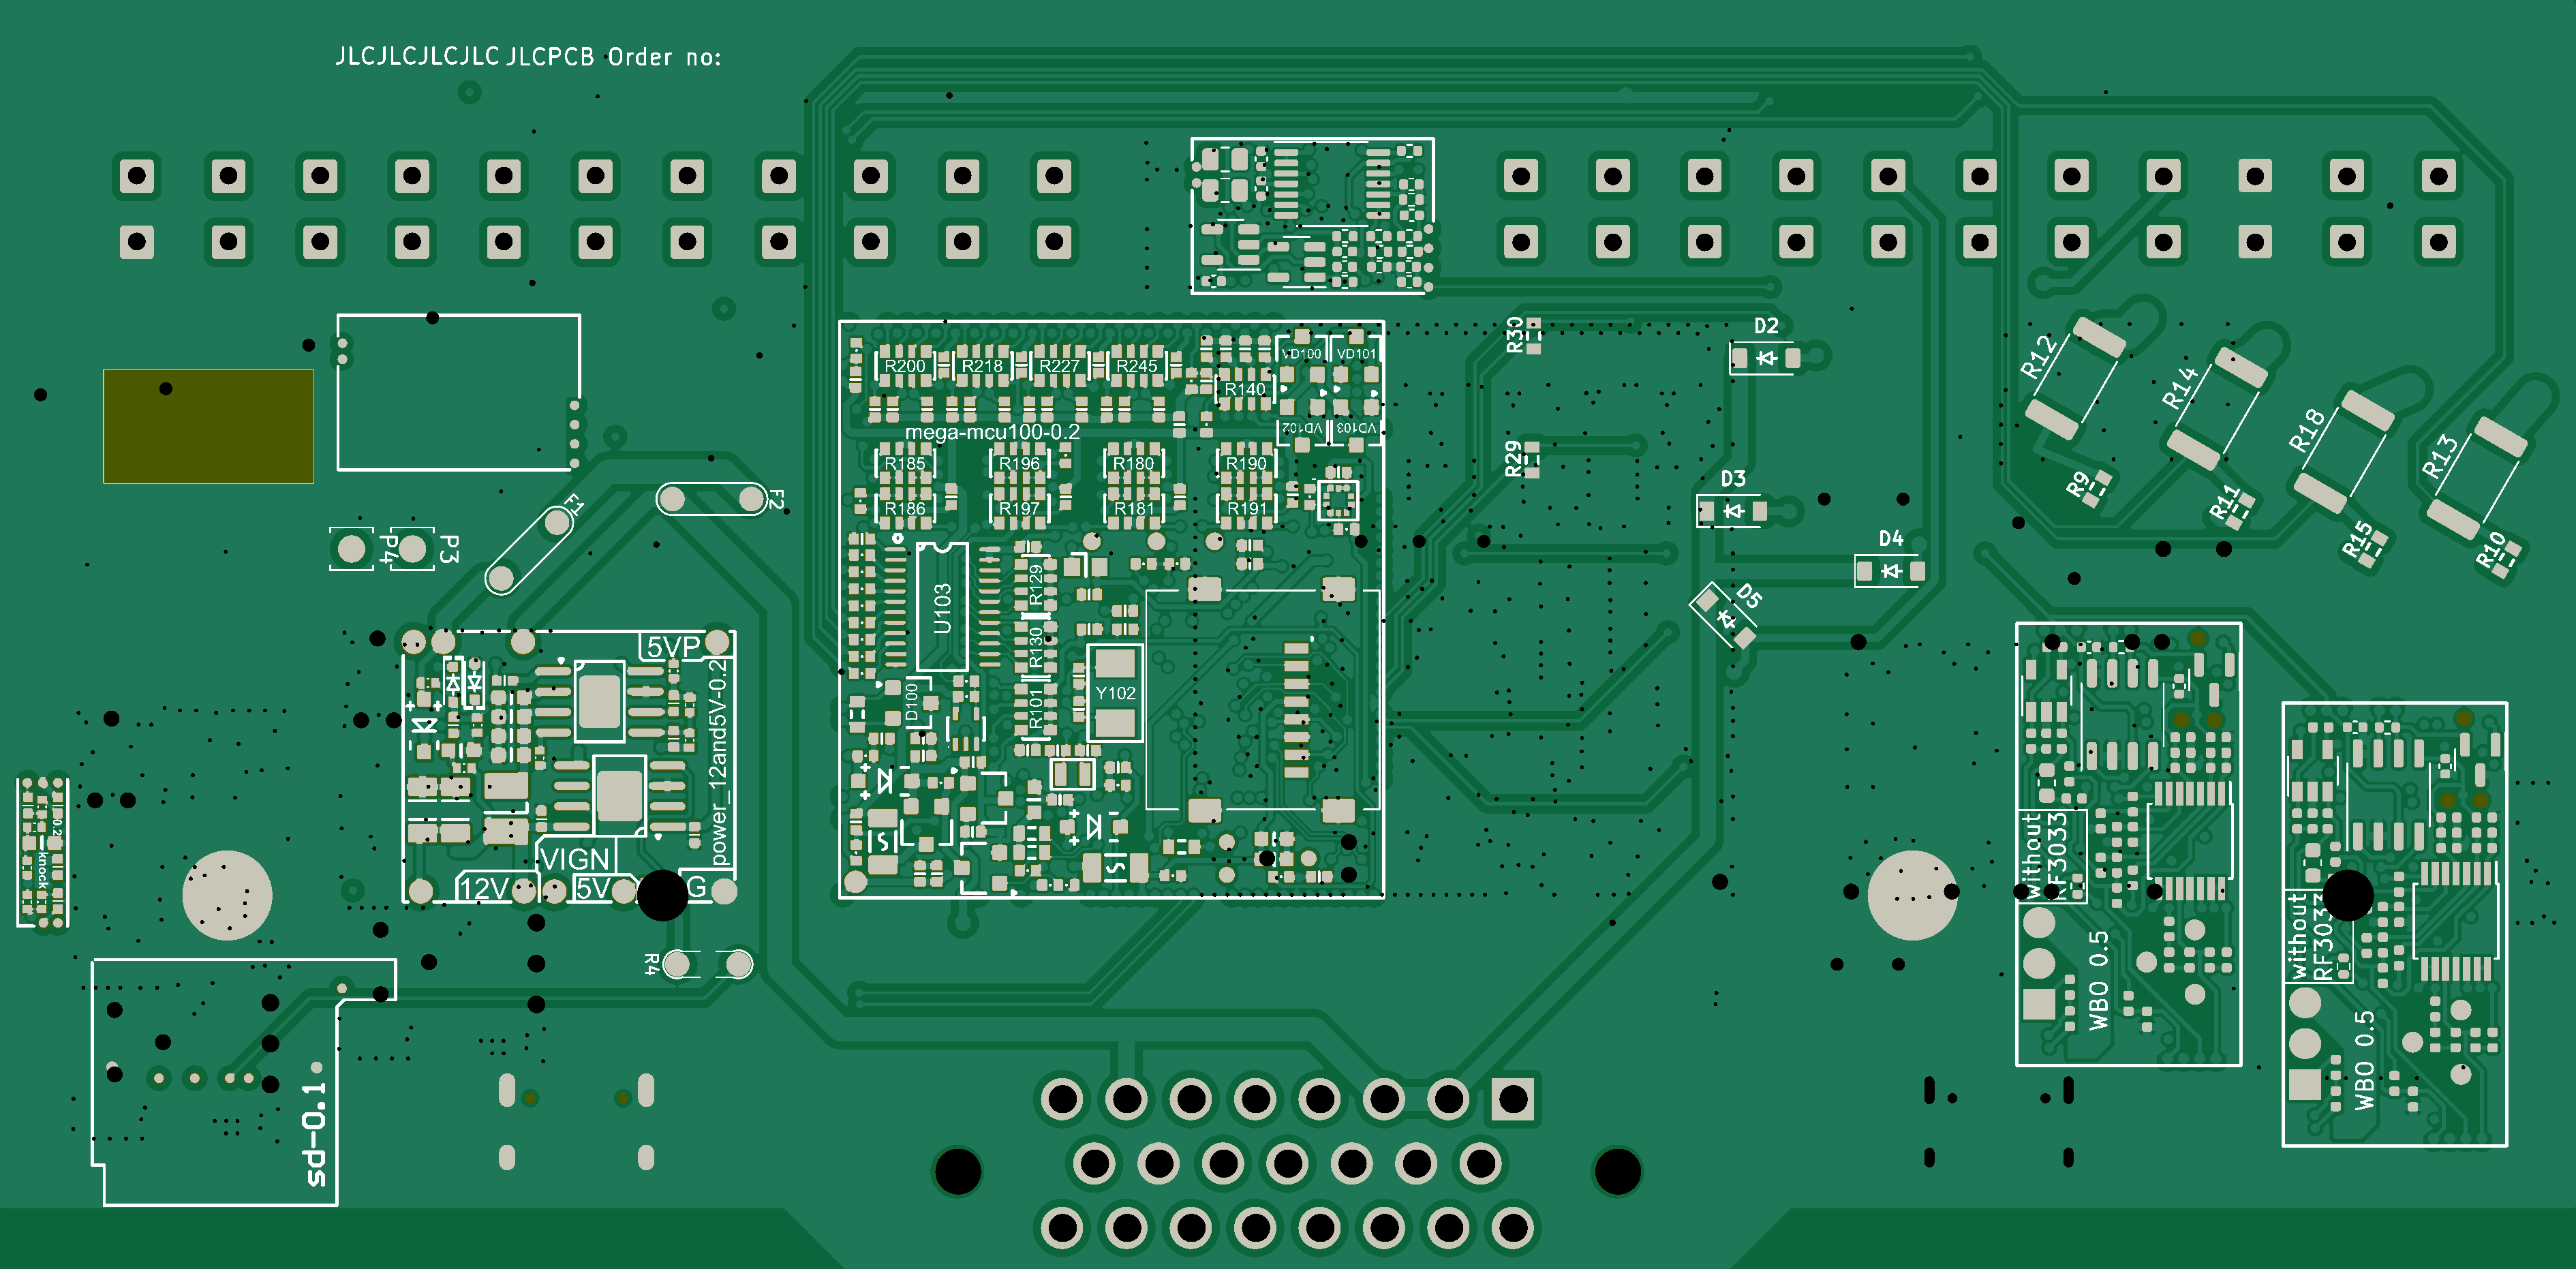 JLCJLCJLCJLC JLCPCB Order no:
R30
D2
R12
R14
R18
R13
R200
R218
R227
R245
R140
VD100
VD101
VD102
VD103
mega-mcu100-0.2
R185
R196
R180
R190
R186
R197
R181
R191
R29
D3
R9
R11
R15
R10
F1
F2
P4
P3
D4
D5
U103
R129
R130
R101
Y102
D100
5VP
power_12and5V-0.2
VIGN
12V
5V
G
0.2
knock
R4
S
S
without
RF3033
WBO 0.5
without
WBO 0.5
sd-0.1